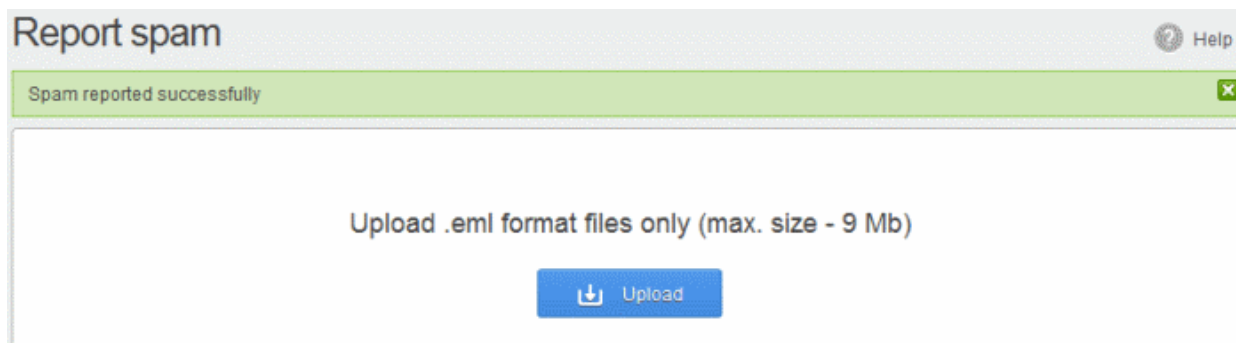 Report spam
Help
Spam reported successfully
Upload .eml format files only (max. size - 9 Mb)
Upload